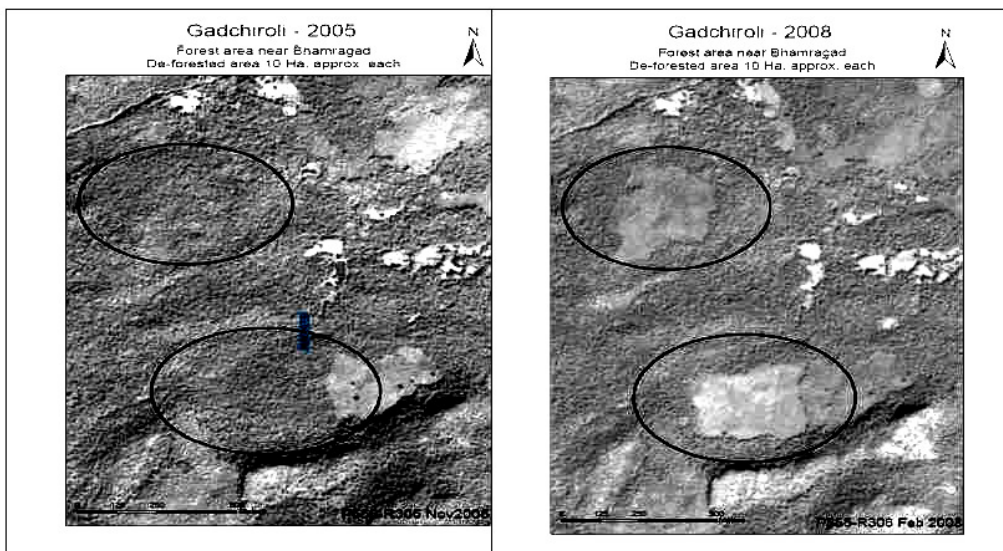 Gadchiroli - 2005
N
Forest area near Bhamragad
De-forested area 10 Ha. approx. each
Gadchiroli - 2008
N
Forest area near Bhamragad
De-forested area 10 Ha. approx. each
R306 Feb 2008